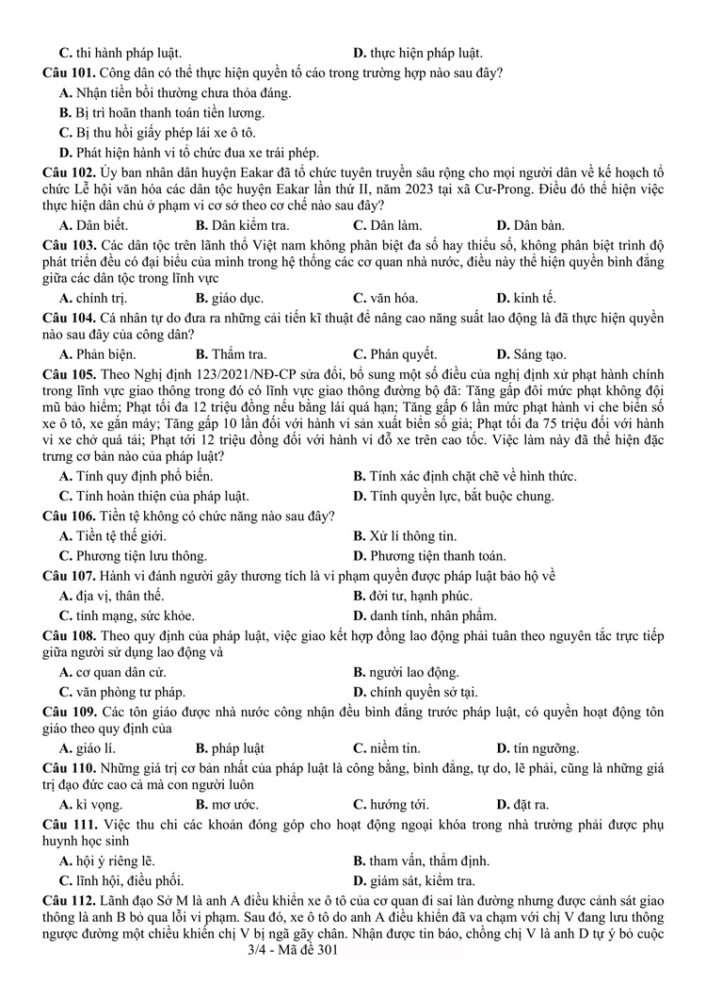 C. thi hành pháp luật. D. thực hiện pháp luật.
Câu 101. Công dân có thể thực hiện quyền tố cáo trong trường hợp nào sau đây?
A. Nhận tiền bồi thường chưa thỏa đáng.
B. Bị trì hoãn thanh toán tiền lương.
C. Bị thu hồi giấy phép lái xe ô tô.
D. Phát hiện hành vi tổ chức đua xe trái phép.
Câu 102. Ủy ban nhân dân huyện Eakar đã tổ chức tuyên truyền sâu rộng cho mọi người dân về kế hoạch tổ
chức Lễ hội văn hóa các dân tộc huyện Eakar lần thứ II, năm 2023 tại xã Cư-Prong. Điều đó thể hiện việc
thực hiện dân chủ ở phạm vi cơ sở theo cơ chế nào sau đây?
A. Dân biết. B. Dân kiểm tra. C. Dân làm. D. Dân bàn.
Câu 103. Các dân tộc trên lãnh thổ Việt nam không phân biệt đa số hay thiểu số, không phân biệt trình độ
phát triển đều có đại biểu của mình trong hệ thống các cơ quan nhà nước, điều này thể hiện quyền bình đẳng
giữa các dân tộc trong lĩnh vực
A. chính trị. B. giáo dục. C. văn hóa. D. kinh tế.
Câu 104. Cá nhân tự do đưa ra những cải tiến kĩ thuật để nâng cao năng suất lao động là đã thực hiện quyền
nào sau đây của công dân?
A. Phản biện. B. Thẩm tra. C. Phán quyết. D. Sáng tạo.
Câu 105. Theo Nghị định 123/2021/NĐ-CP sửa đổi, bổ sung một số điều của nghị định xử phạt hành chính
trong lĩnh vực giao thông trong đó có lĩnh vực giao thông đường bộ đã: Tăng gấp đôi mức phạt không đội
mũ bảo hiểm; Phạt tối đa 12 triệu đồng nếu bằng lái quá hạn; Tăng gấp 6 lần mức phạt hành vi che biển số
xe ô tô, xe gắn máy; Tăng gấp 10 lần đối với hành vi sản xuất biển số giả; Phạt tối đa 75 triệu đối với hành
vi xe chở quá tải; Phạt tới 12 triệu đồng đối với hành vi đỗ xe trên cao tốc. Việc làm này đã thể hiện đặc
trưng cơ bản nào của pháp luật?
A. Tính quy định phổ biến. B. Tính xác định chặt chẽ về hình thức.
C. Tính hoàn thiện của pháp luật. D. Tính quyền lực, bắt buộc chung.
Câu 106. Tiền tệ không có chức năng nào sau đây?
A. Tiền tệ thế giới. B. Xử lí thông tin.
C. Phương tiện lưu thông. D. Phương tiện thanh toán.
Câu 107. Hành vi đánh người gây thương tích là vi phạm quyền được pháp luật bảo hộ về
A. địa vị, thân thế. B. đời tư, hạnh phúc.
C. tính mạng, sức khỏe. D. danh tính, nhân phẩm.
Câu 108. Theo quy định của pháp luật, việc giao kết hợp đồng lao động phải tuân theo nguyên tắc trực tiếp
giữa người sử dụng lao động và
A. cơ quan dân cử. B. người lao động.
C. văn phòng tư pháp. D. chính quyền sở tại.
Câu 109. Các tôn giáo được nhà nước công nhận đều bình đẳng trước pháp luật, có quyền hoạt động tôn
giáo theo quy định của
A. giáo lí. B. pháp luật C. niềm tin. D. tín ngưỡng.
Câu 110. Những giá trị cơ bản nhất của pháp luật là công bằng, bình đẳng, tự do, lẽ phải, cũng là những giá
trị đạo đức cao cả mà con người luôn
A. kì vọng. B. mơ ước. C. hướng tới. D. đặt ra.
Câu 111. Việc thu chi các khoản đóng góp cho hoạt động ngoại khóa trong nhà trường phải được phụ
huynh học sinh
A. hội ý riêng lẽ. B. tham vấn, thẩm định.
C. lĩnh hội, điều phối. D. giám sát, kiểm tra.
Câu 112. Lãnh đạo Sở M là anh A điều khiển xe ô tô của cơ quan đi sai làn đường nhưng được cảnh sát giao
thông là anh B bỏ qua lỗi vi phạm. Sau đó, xe ô tô do anh A điều khiển đã va chạm với chị V đang lưu thông
ngược đường một chiều khiến chị V bị ngã gãy chân. Nhận được tin báo, chồng chị V là anh D tự ý bỏ cuộc
3/4 - Mã đề 301